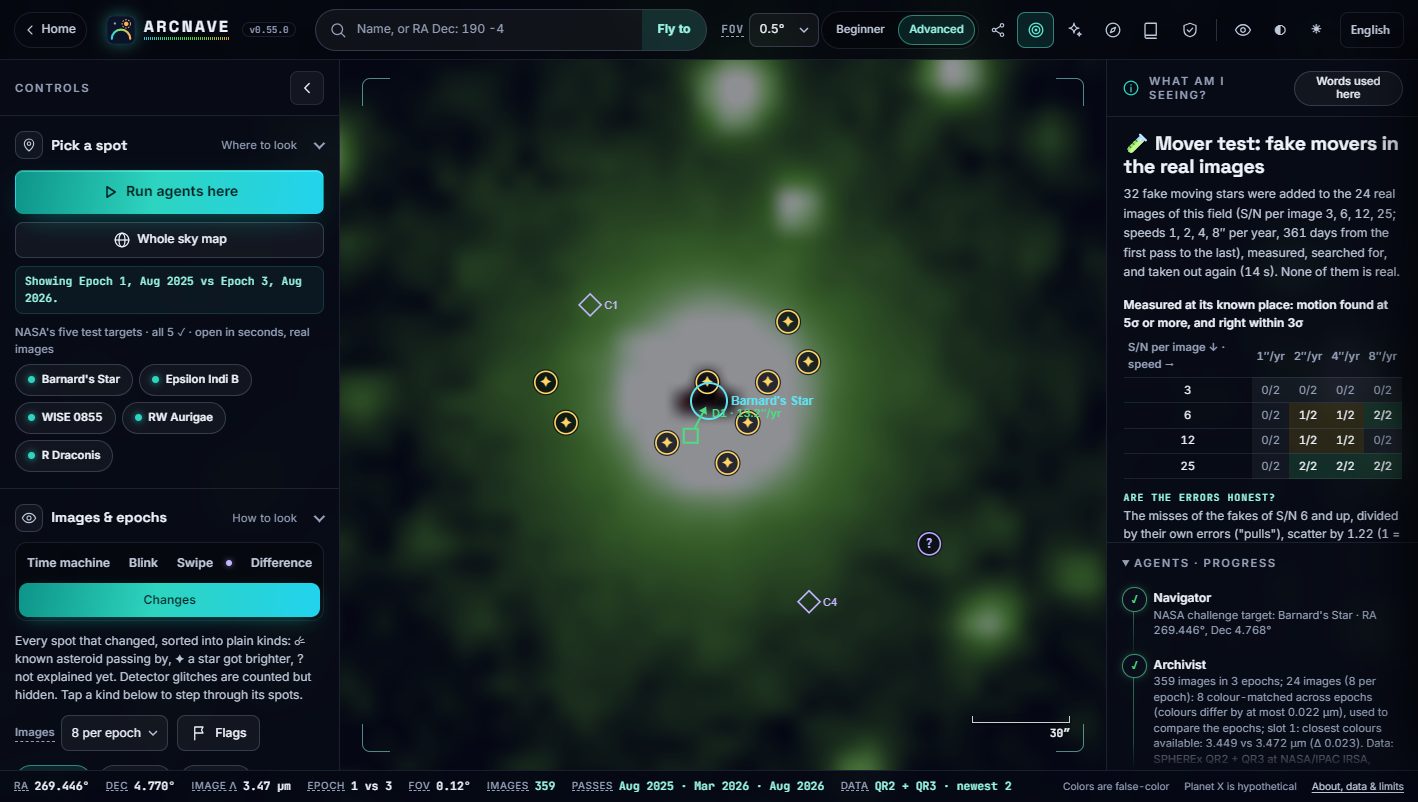 Home
ARCNAVE
v0.55.0
Name, or RA Dec: 190 -4
Fly to
FOV
0.5°
Beginner
Advanced
English
CONTROLS
Pick a spot
Where to look
Run agents here
Whole sky map
Showing Epoch 1, Aug 2025 vs Epoch 3, Aug
2026.
NASA's five test targets · all 5 ✓ · open in seconds, real
images
Barnard's Star
Epsilon Indi B
WISE 0855
RW Aurigae
R Draconis
Images & epochs
How to look
Time machine
Blink
Swipe
Difference
Changes
Every spot that changed, sorted into plain kinds: ☄
known asteroid passing by, ✦ a star got brighter, ?
not explained yet. Detector glitches are counted but
hidden. Tap a kind below to step through its spots.
Images
8 per epoch
Flags
C1
Barnard's Star
D1 · 13.2″/yr
?
C4
30″
WHAT AM I
SEEING?
Words used
here
Mover test: fake movers in
the real images
32 fake moving stars were added to the 24 real
images of this field (S/N per image 3, 6, 12, 25;
speeds 1, 2, 4, 8″ per year, 361 days from the
first pass to the last), measured, searched for,
and taken out again (14 s). None of them is real.
Measured at its known place: motion found at
5σ or more, and right within 3σ
S/N per image ↓ ·
speed →
1″/yr 2″/yr 4″/yr 8″/yr
3 0/2 0/2 0/2 0/2
6 0/2 1/2 1/2 2/2
12 0/2 1/2 1/2 0/2
25 0/2 2/2 2/2 2/2
ARE THE ERRORS HONEST?
The misses of the fakes of S/N 6 and up, divided
by their own errors ("pulls"), scatter by 1.22 (1 =
▾ AGENTS · PROGRESS
Navigator
NASA challenge target: Barnard's Star · RA
269.446°, Dec 4.768°
Archivist
359 images in 3 epochs; 24 images (8 per
epoch): 8 colour-matched across epochs
(colours differ by at most 0.022 µm), used to
compare the epochs; slot 1: closest colours
available: 3.449 vs 3.472 µm (Δ 0.023). Data:
SPHEREx QR2 + QR3 at NASA/IPAC IRSA,
RA 269.446°
DEC 4.770°
IMAGE Λ 3.47 µm
EPOCH 1 vs 3
FOV 0.12°
IMAGES 359
PASSES Aug 2025 · Mar 2026 · Aug 2026
DATA QR2 + QR3 · newest 2
Colors are false-color
Planet X is hypothetical
About, data & limits